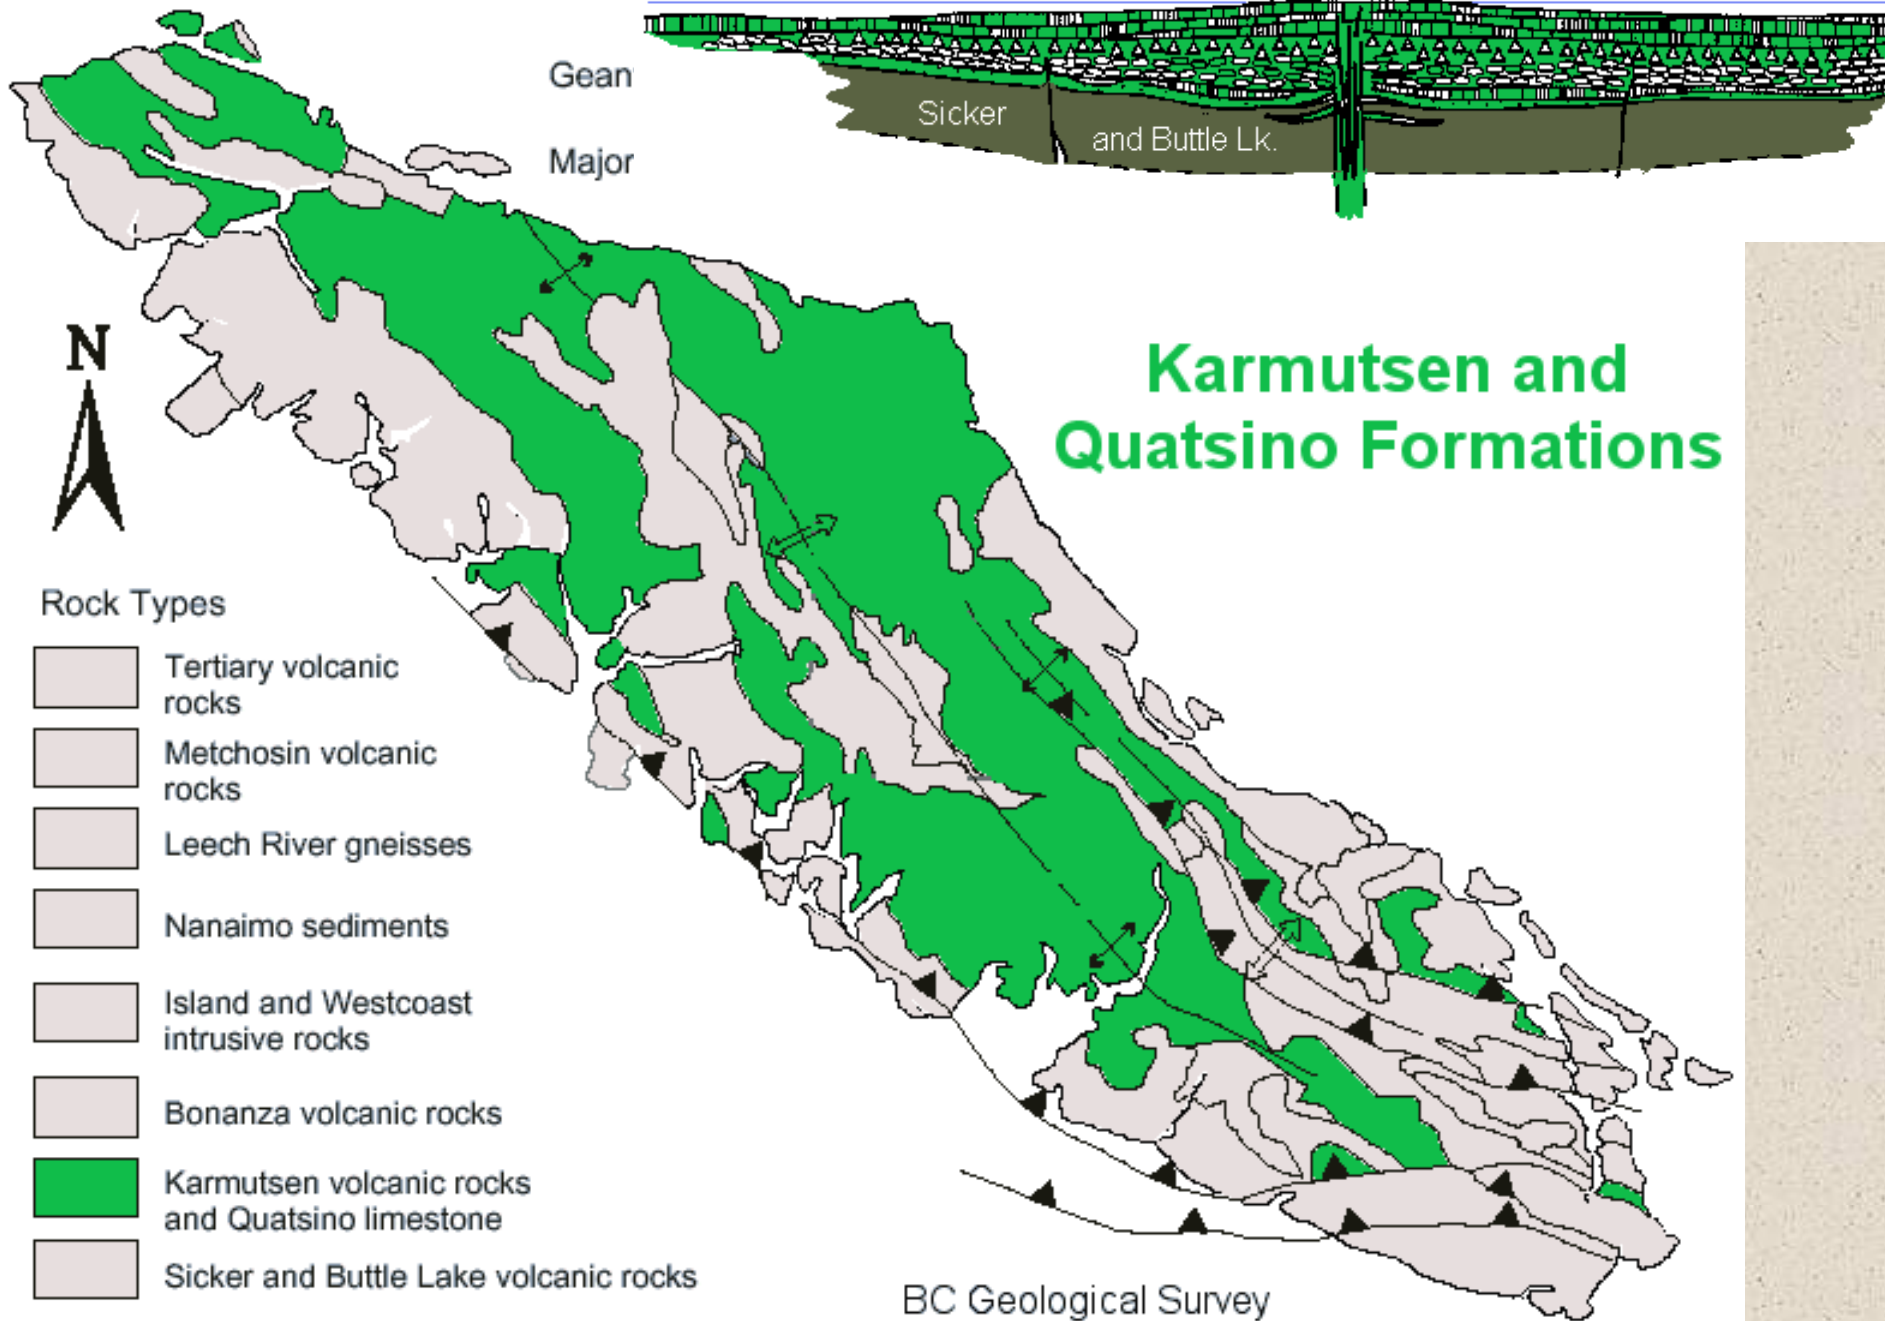 Gean
Major
Sicker
and Buttle Lk.
Karmutsen and
Quatsino Formations
N
Rock Types
Tertiary volcanic
rocks
Metchosin volcanic
rocks
Leech River gneisses
Nanaimo sediments
Island and Westcoast
intrusive rocks
Bonanza volcanic rocks
Karmutsen volcanic rocks
and Quatsino limestone
Sicker and Buttle Lake volcanic rocks
BC Geological Survey